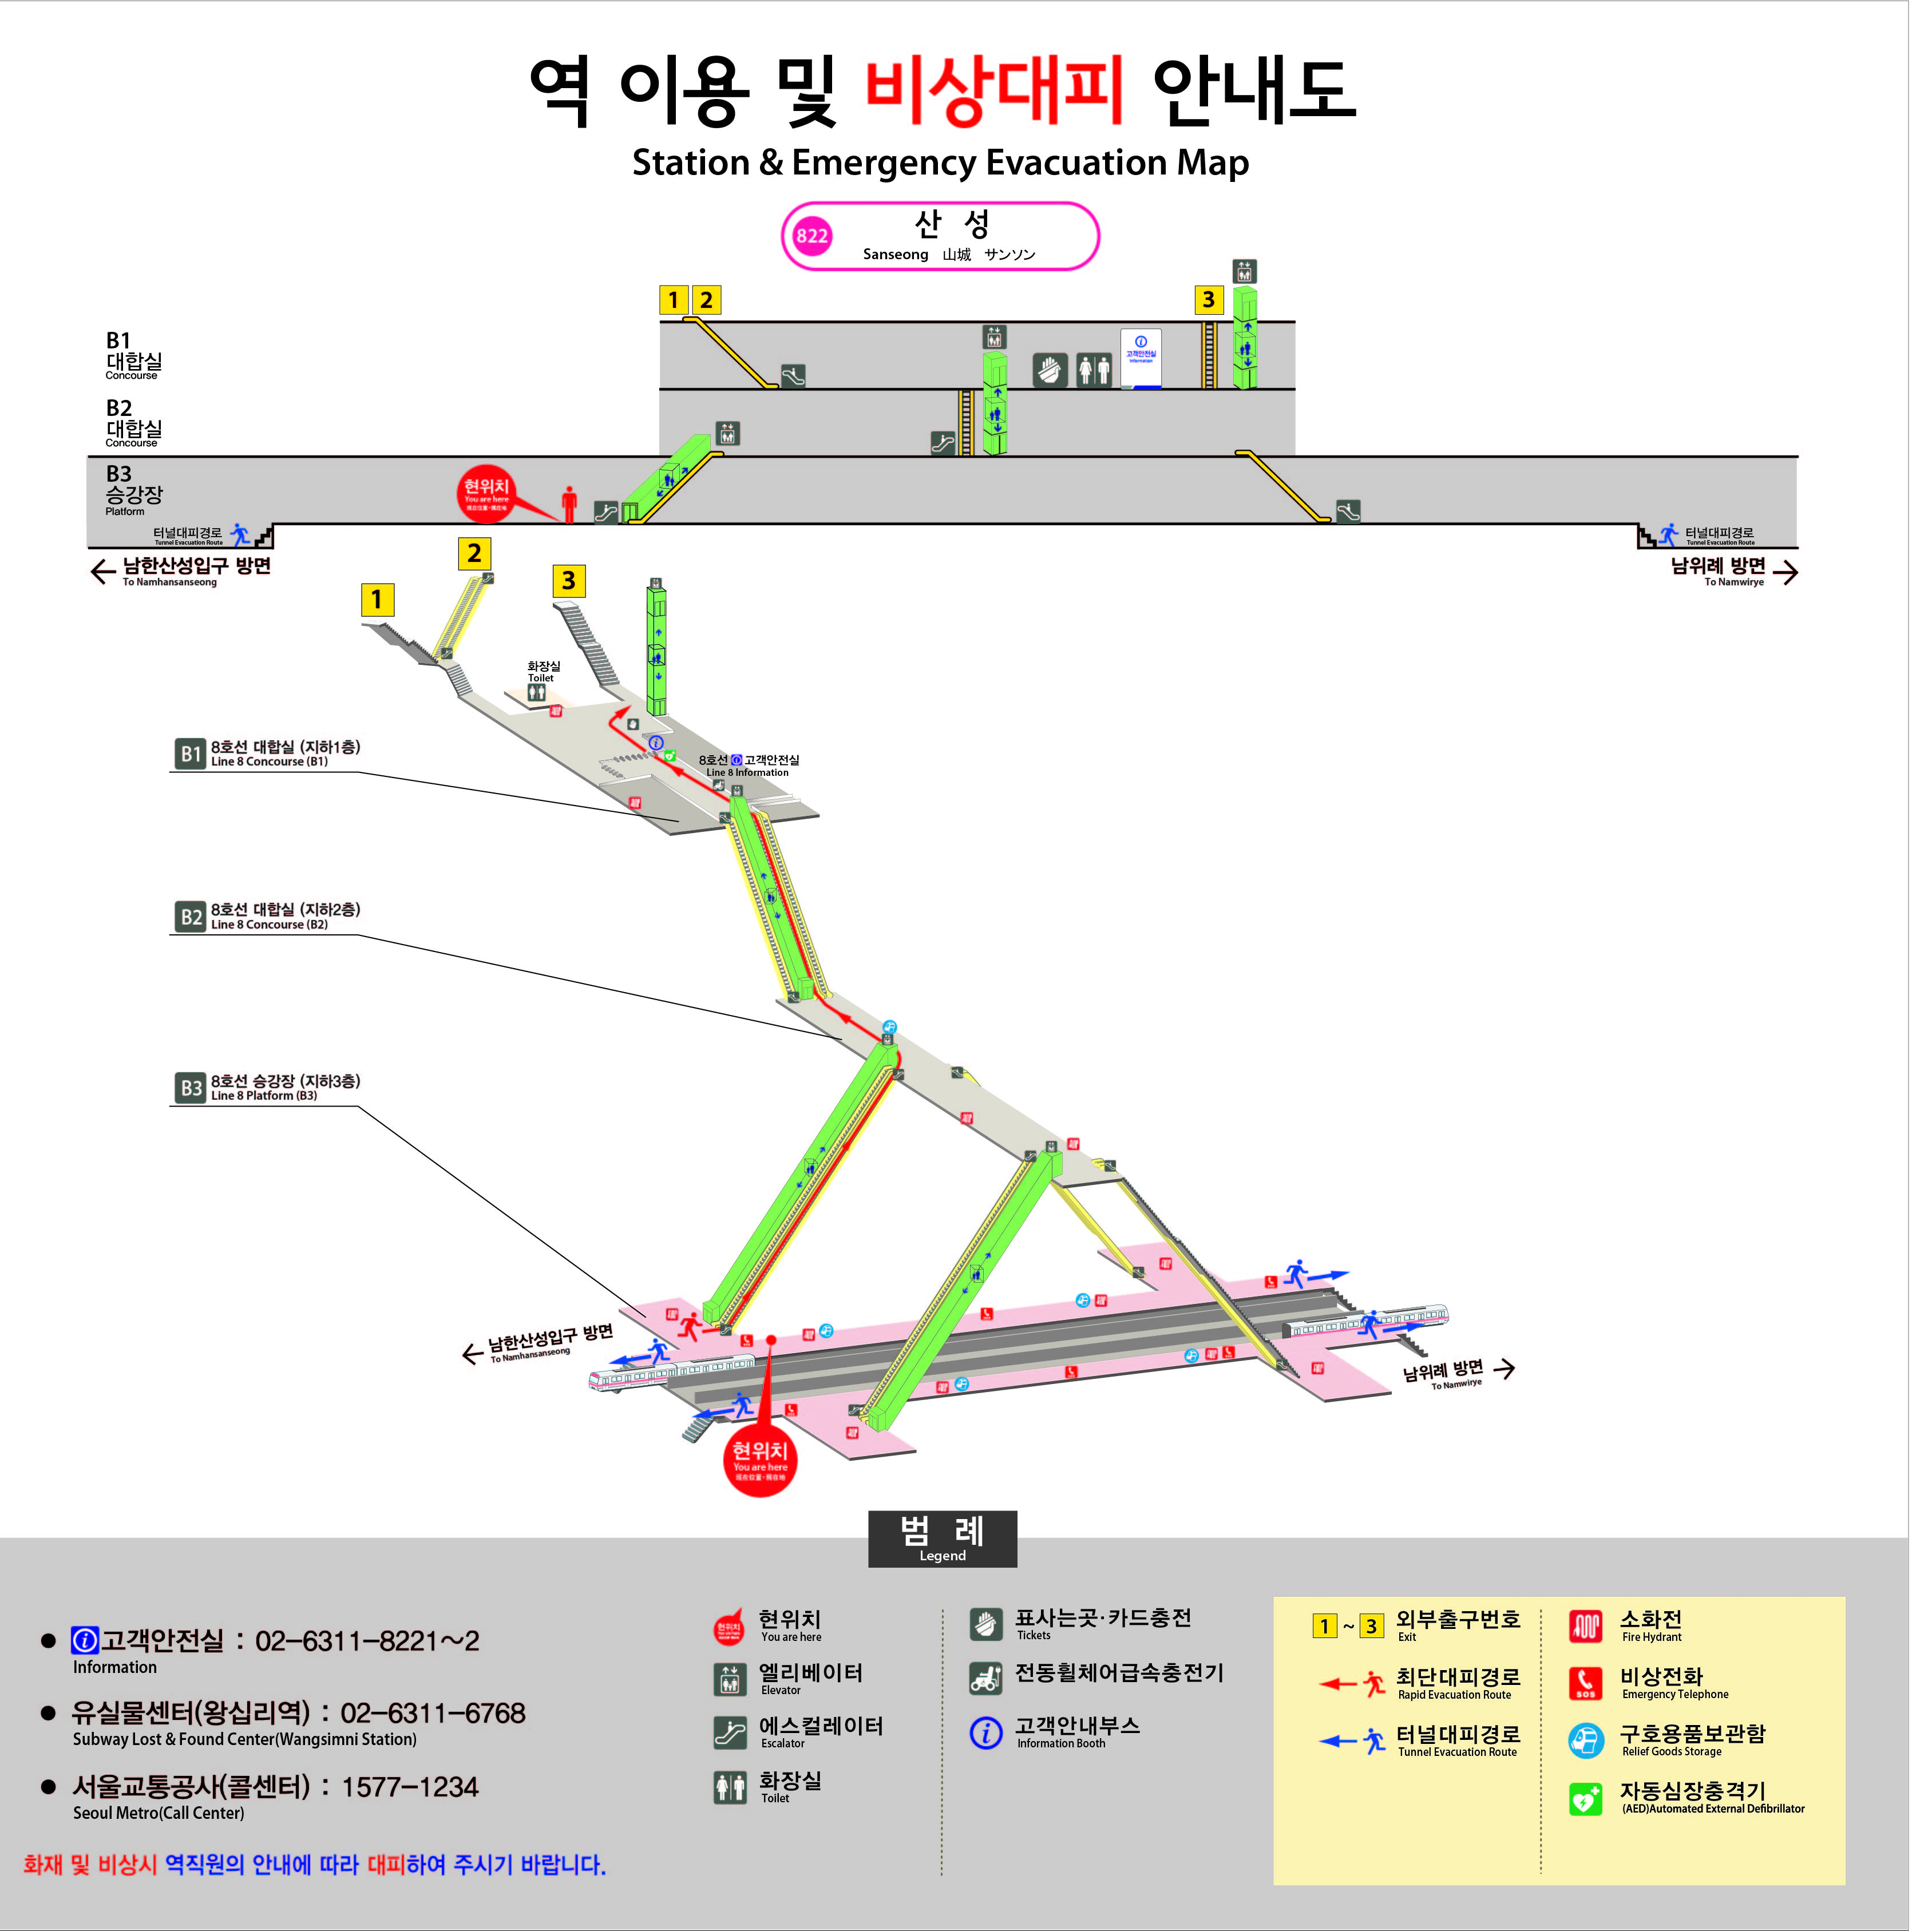 역 이용 및 비상대피 안내도
Station & Emergency Evacuation Map
822
산 성
Sanseong 山城 サンソン
1 2
3
B1
대합실
Concourse
고객안전실
Information
B2
대합실
Concourse
B3
승강장
Platform
현위치
You are here
터널대피경로
Tunnel Evacuation Route
터널대피경로
Tunnel Evacuation Route
남한산성입구 방면
To Namhansanseong
남위례 방면
To Namwirye
2
3
1
화장실
Toilet
B1 8호선 대합실 (지하1층)
Line 8 Concourse (B1)
8호선 고객안전실
Line 8 Information
B2 8호선 대합실 (지하2층)
Line 8 Concourse (B2)
B3 8호선 승강장 (지하3층)
Line 8 Platform (B3)
남한산성입구 방면
To Namhansanseong
남위례 방면
To Namwirye
현위치
You are here
범 례
Legend
고객안전실 : 02-6311-8221~2
Information
유실물센터(왕십리역) : 02-6311-6768
Subway Lost & Found Center(Wangsimni Station)
서울교통공사(콜센터) : 1577-1234
Seoul Metro(Call Center)
화재 및 비상시 역직원의 안내에 따라 대피하여 주시기 바랍니다.
현위치
현위치
You are here
엘리베이터
Elevator
에스컬레이터
Escalator
화장실
Toilet
표사는곳·카드충전
Tickets
전동휠체어급속충전기
고객안내부스
Information Booth
1 ~ 3 외부출구번호
Exit
최단대피경로
Rapid Evacuation Route
터널대피경로
Tunnel Evacuation Route
소화전
Fire Hydrant
SOS
비상전화
Emergency Telephone
구호용품보관함
Relief Goods Storage
자동심장충격기
(AED)Automated External Defibrillator